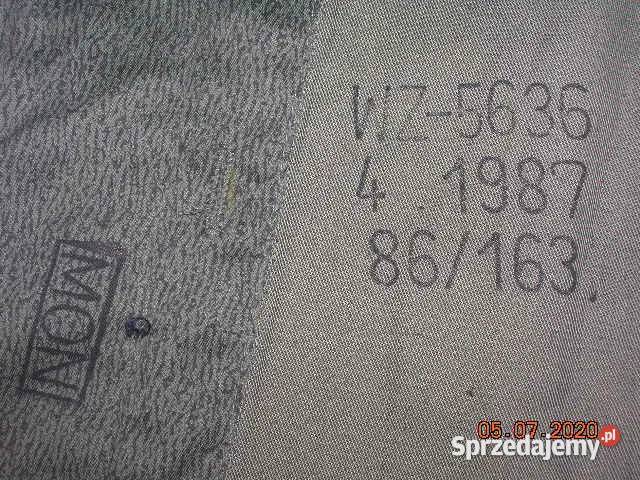 WZ-5636
4. 1987
86/163
MON
05.07.2020
Sprzedajemy.pl